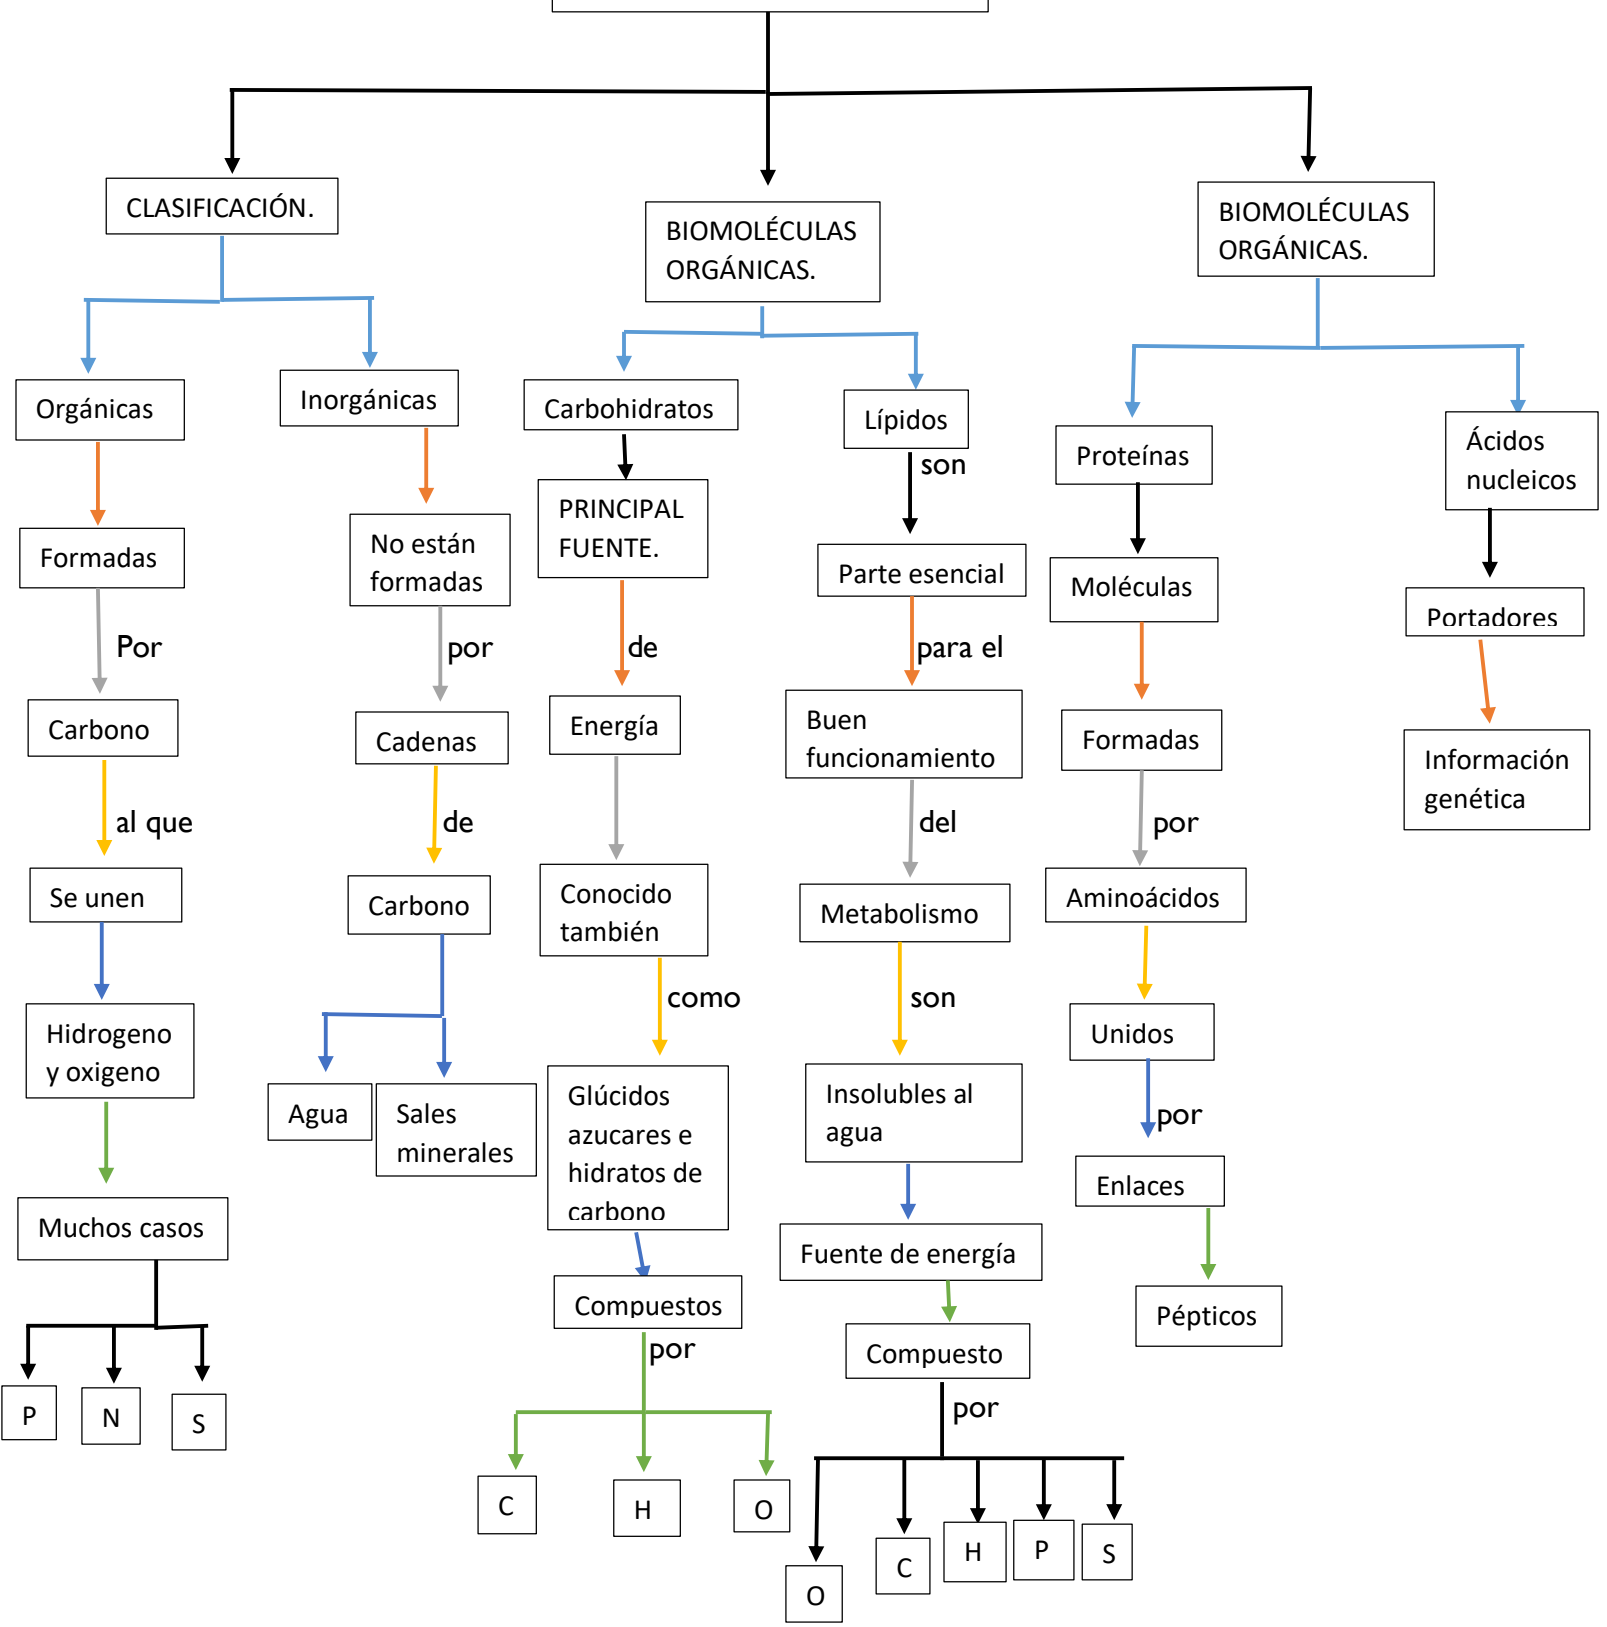 CLASIFICACIÓN.
Orgánicas
Formadas
Por
Carbono
al que
Se unen
Hidrogeno
y oxigeno
Muchos casos
P
N
S
Inorgánicas
No están
formadas
por
Cadenas
de
Carbono
Agua
Sales
minerales
BIOMOLÉCULAS
ORGÁNICAS.
Carbohidratos
PRINCIPAL
FUENTE.
de
Energía
Conocido
también
como
Glúcidos
azucares e
hidratos de
carbono
Compuestos
por
C
H
O
Lípidos
son
Parte esencial
para el
Buen
funcionamiento
del
Metabolismo
son
Insolubles al
agua
Fuente de energía
Compuesto
por
O
C
H
P
S
BIOMOLÉCULAS
ORGÁNICAS.
Proteínas
Moléculas
Formadas
por
Aminoácidos
Unidos
por
Enlaces
Pépticos
Ácidos
nucleicos
Portadores
Información
genética